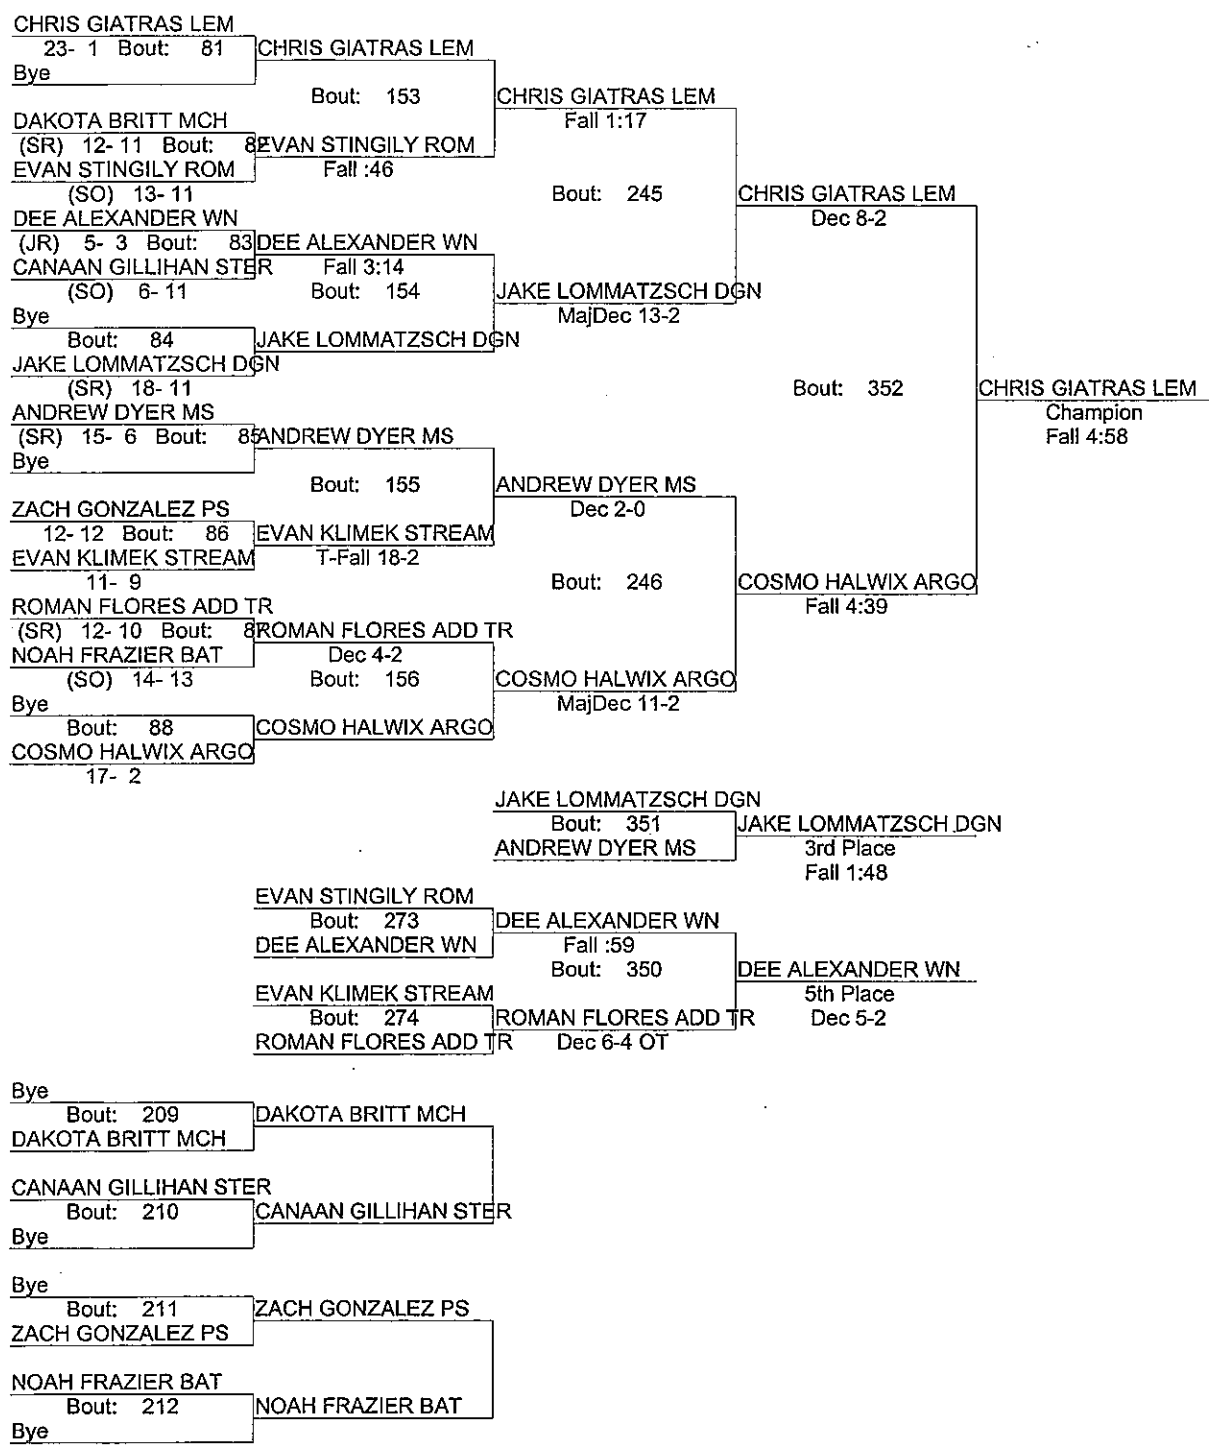 CHRIS GIATRAS LEM
23- 1 Bout: 81 CHRIS GIATRAS LEM
Bye
Bout: 153 CHRIS GIATRAS LEM
Fall 1:17
DAKOTA BRITT MCH
(SR) 12- 11 Bout: 82 EVAN STINGILY ROM
EVAN STINGILY ROM Fall :46
(SO) 13- 11 Bout: 245 CHRIS GIATRAS LEM
DEE ALEXANDER WN Dec 8-2
(JR) 5- 3 Bout: 83 DEE ALEXANDER WN
CANAAN GILLIHAN STER Fall 3:14
(SO) 6- 11 Bout: 154 JAKE LOMMATZSCH DGN
Bye MajDec 13-2
Bout: 84 JAKE LOMMATZSCH DGN
JAKE LOMMATZSCH DGN
(SR) 18- 11 Bout: 352 CHRIS GIATRAS LEM
ANDREW DYER MS Champion
(SR) 15- 6 Bout: 85 ANDREW DYER MS Fall 4:58
Bye
Bout: 155 ANDREW DYER MS
ZACH GONZALEZ PS Dec 2-0
12- 12 Bout: 86 EVAN KLIMEK STREAM
EVAN KLIMEK STREAM T-Fall 18-2
11- 9 Bout: 246 COSMO HALWIX ARGO
ROMAN FLORES ADD TR Fall 4:39
(SR) 12- 10 Bout: 87 ROMAN FLORES ADD TR
NOAH FRAZIER BAT Dec 4-2
(SO) 14- 13 Bout: 156 COSMO HALWIX ARGO
Bye MajDec 11-2
Bout: 88 COSMO HALWIX ARGO
COSMO HALWIX ARGO
17- 2
JAKE LOMMATZSCH DGN
Bout: 351 JAKE LOMMATZSCH DGN
ANDREW DYER MS 3rd Place
Fall 1:48
EVAN STINGILY ROM
Bout: 273 DEE ALEXANDER WN
DEE ALEXANDER WN Fall :59
Bout: 350 DEE ALEXANDER WN
EVAN KLIMEK STREAM 5th Place
Bout: 274 ROMAN FLORES ADD TR Dec 5-2
ROMAN FLORES ADD TR Dec 6-4 OT
Bye
Bout: 209 DAKOTA BRITT MCH
DAKOTA BRITT MCH
CANAAN GILLIHAN STER
Bout: 210 CANAAN GILLIHAN STER
Bye
Bye
Bout: 211 ZACH GONZALEZ PS
ZACH GONZALEZ PS
NOAH FRAZIER BAT
Bout: 212 NOAH FRAZIER BAT
Bye